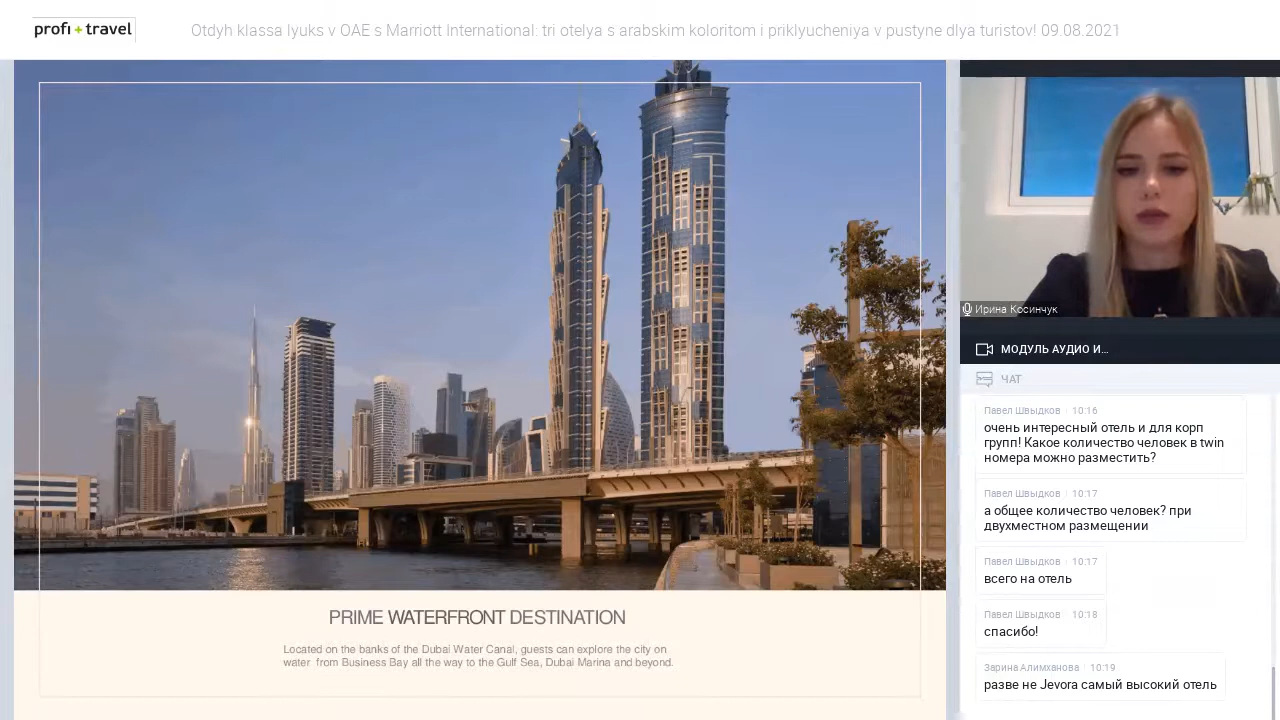 profi + travel
Otdyh klassa lyuks v OAE s Marriott International: tri otelya s arabskim koloritom i priklyucheniya v pustyne dlya turistov! 09.08.2021
PRIME WATERFRONT DESTINATION
Located on the banks of the Dubai Water Canal, guests can explore the city on
water from Business Bay all the way to the Gulf Sea, Dubai Marina and beyond.
Ирина Косинчук
МОДУЛЬ АУДИО И...
ЧАТ
Павел Швыдков 10:16
очень интересный отель и для корп
групп! Какое количество человек в twin
номера можно разместить?
Павел Швыдков 10:17
а общее количество человек? при
двухместном размещении
Павел Швыдков 10:17
всего на отель
Павел Швыдков 10:18
спасибо!
Зарина Алимханова 10:19
разве не Jevora самый высокий отель